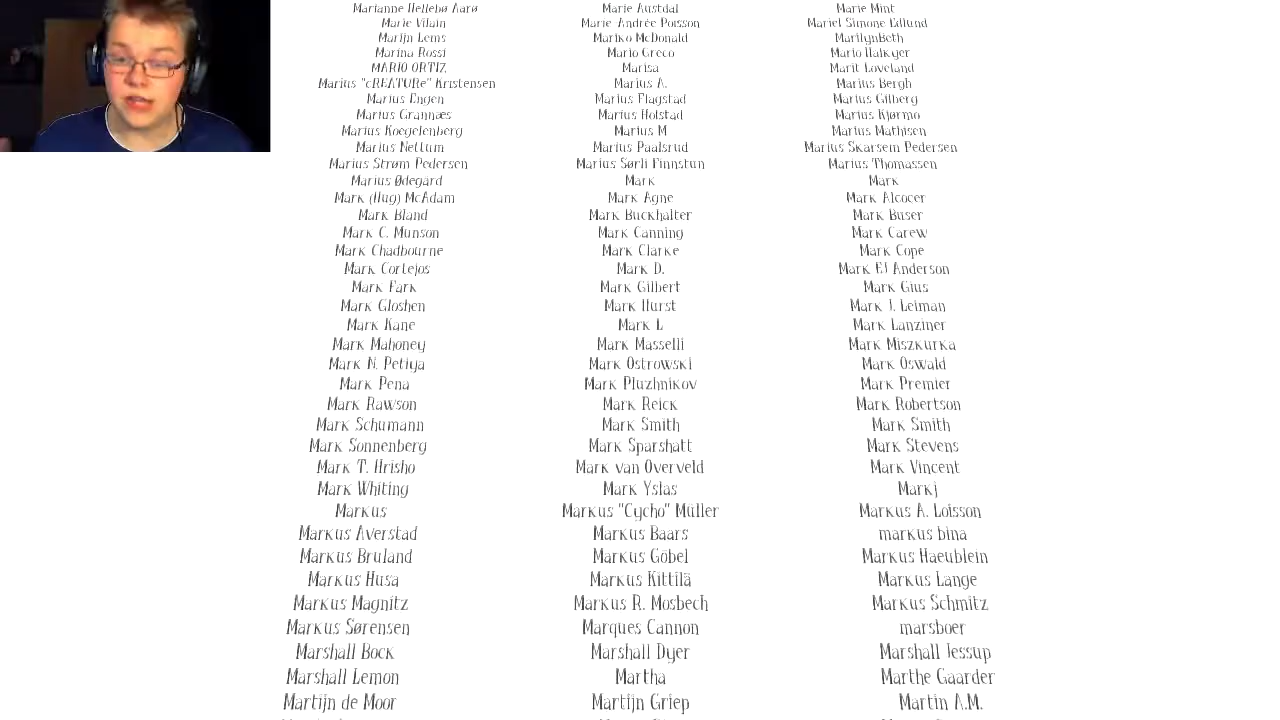 Marianne Hellebø Aarø Marie Austdal Marie Mint
Marie Vilain Marie-Andrée Poisson Mariel Simone Edlund
Marijn Lems Mariko McDonald MarilynBeth
Marina Rossi Mario Greco Mario Halkyer
MARIO ORTIZ Marisa Marit Loveland
Marius "cREATURe" Kristensen Marius A. Marius Bergh
Marius Engen Marius Flagstad Marius Gilberg
Marius Grannæs Marius Holstad Marius Kjørmo
Marius Koegelenberg Marius M Marius Mathisen
Marius Nettum Marius Paalsrud Marius Skarsem Pedersen
Marius Strøm Pedersen Marius Sørli Finnstun Marius Thomassen
Marius Ødegård Mark Mark
Mark (Hug) McAdam Mark Agne Mark Alcocer
Mark Bland Mark Buckhalter Mark Buser
Mark C. Munson Mark Canning Mark Carew
Mark Chadbourne Mark Clarke Mark Cope
Mark Cortejos Mark D. Mark EJ Anderson
Mark Fark Mark Gilbert Mark Gius
Mark Gloshen Mark Hurst Mark J. Leiman
Mark Kane Mark L Mark Lanziner
Mark Mahoney Mark Masselli Mark Miszkurka
Mark N. Petiya Mark Ostrowski Mark Oswald
Mark Pena Mark Pluzhnikov Mark Premier
Mark Rawson Mark Reick Mark Robertson
Mark Schumann Mark Smith Mark Smith
Mark Sonnenberg Mark Sparshatt Mark Stevens
Mark T. Hrisho Mark van Overveld Mark Vincent
Mark Whiting Mark Yslas Markj
Markus Markus "Cycho" Müller Markus A. Loisson
Markus Averstad Markus Baars markus bina
Markus Bruland Markus Göbel Markus Haeublein
Markus Husa Markus Kittilä Markus Lange
Markus Magnitz Markus R. Mosbech Markus Schmitz
Markus Sørensen Marques Cannon marsboer
Marshall Bock Marshall Dyer Marshall Jessup
Marshall Lemon Martha Marthe Gaarder
Martijn de Moor Martijn Griep Martin A.M.